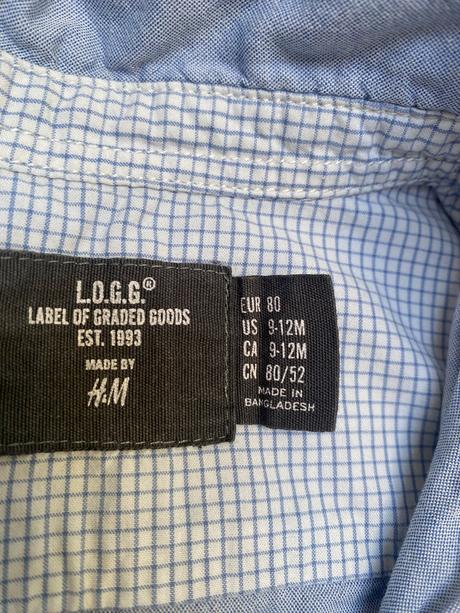 L.O.G.G.®
LABEL OF GRADED GOODS
EST. 1993
MADE BY
H&M
EUR 80
US 9-12M
CA 9-12M
CN 80/52
MADE IN
BANGLADESH